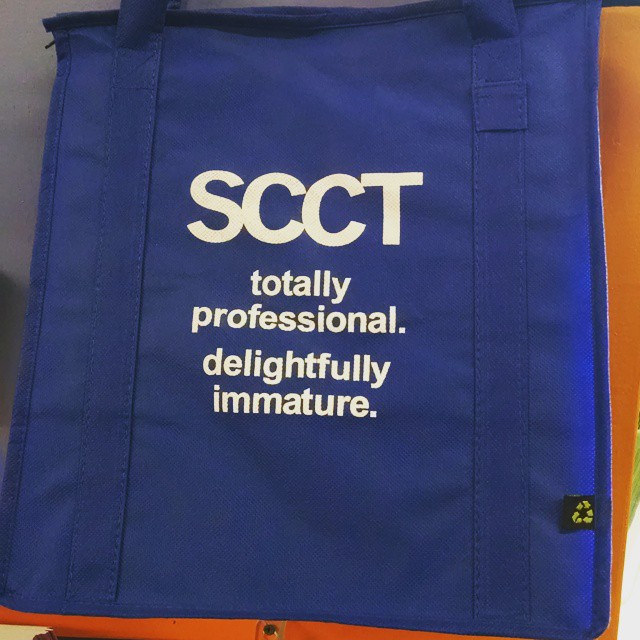 SCCT
totally
professional.
delightfully
immature.